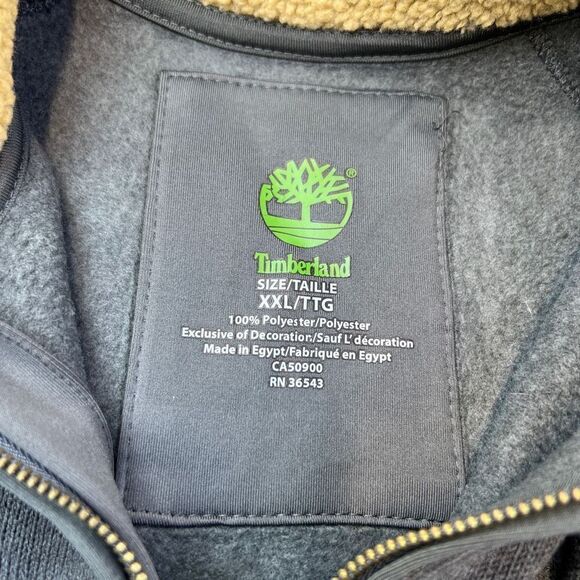 ®
Timberland
SIZE/TAILLE
XXL/TTG
100% Polyester/Polyester
Exclusive of Decoration/Sauf L' décoration
Made in Egypt/Fabriqué en Egypt
CA50900
RN 36543